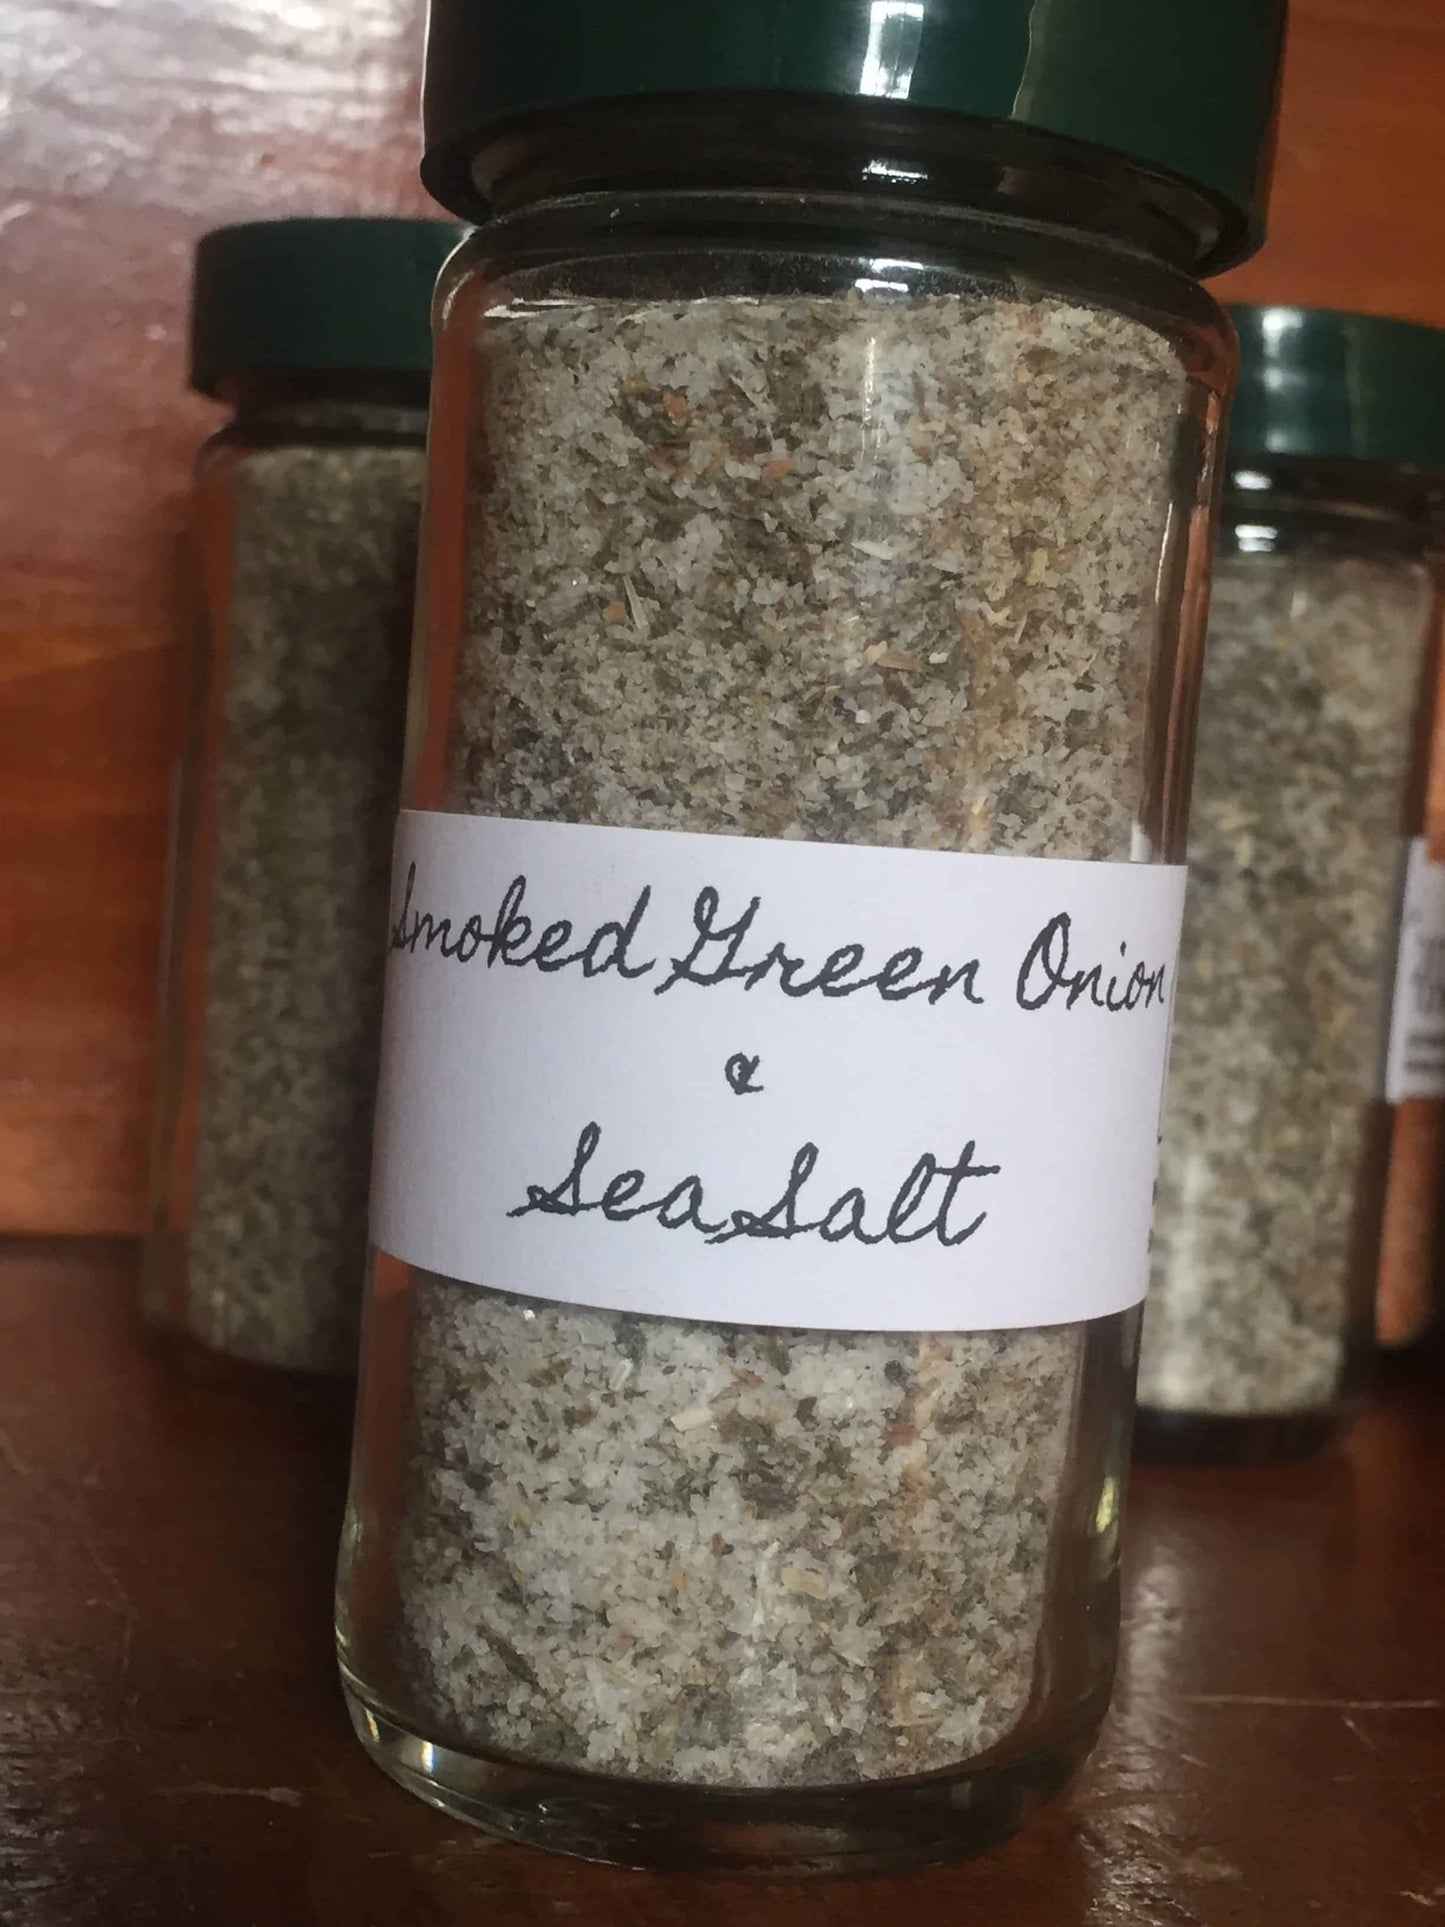 Smoked Green Onion
&
Sea Salt